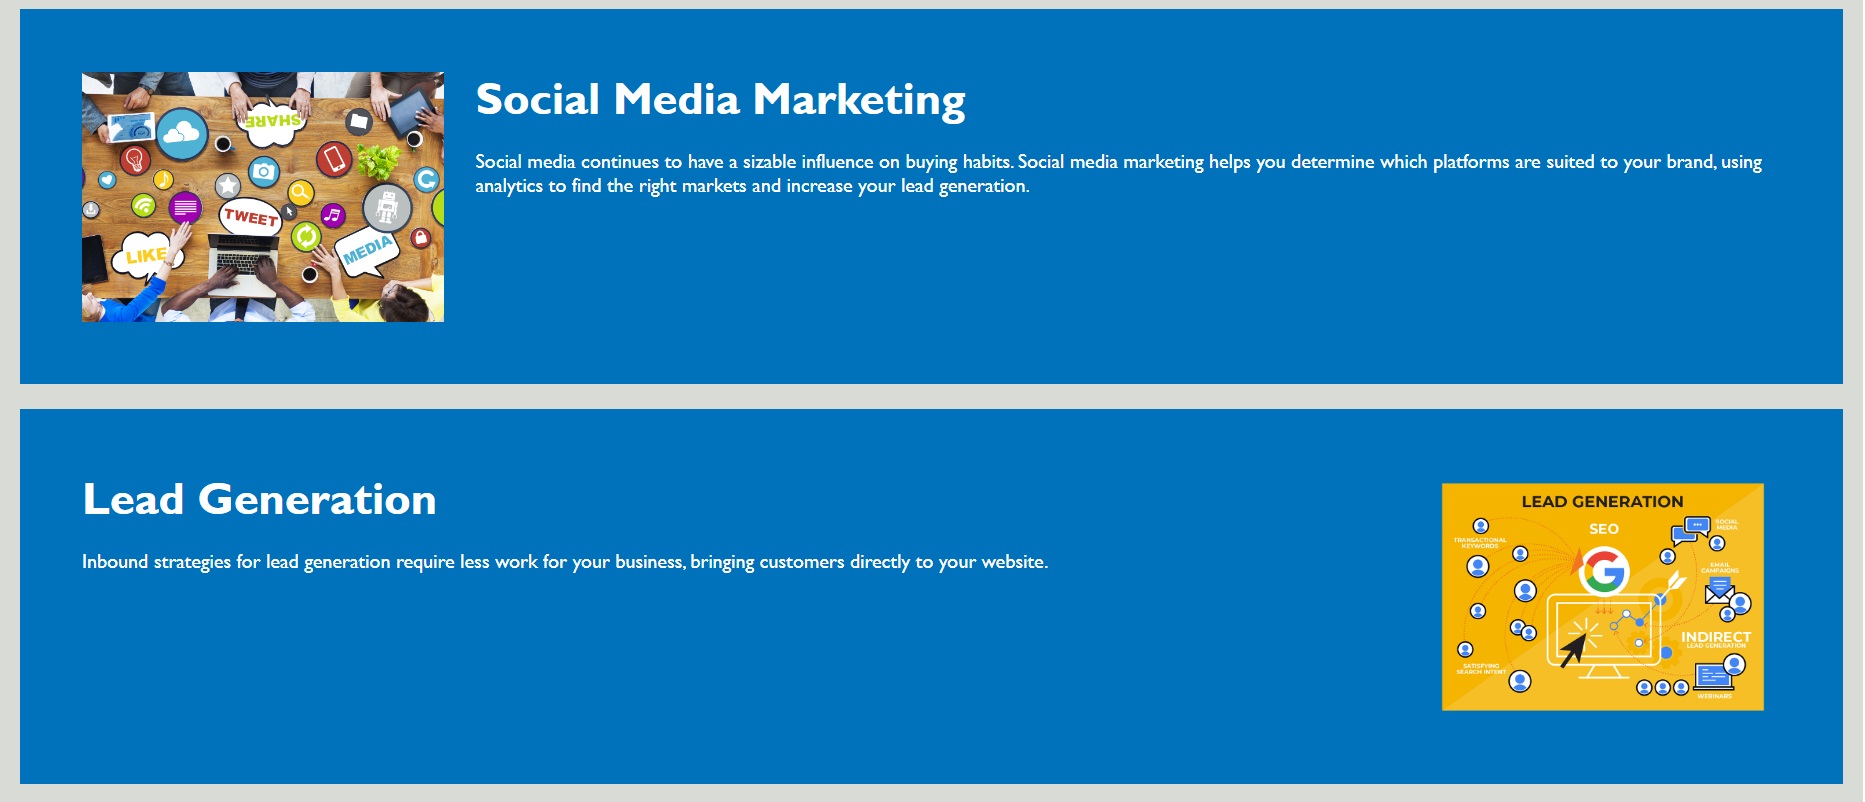 Social Media Marketing
Social media continues to have a sizable influence on buying habits. Social media marketing helps you determine which platforms are suited to your brand, using
analytics to find the right markets and increase your lead generation.
SHARE
TWEET
LIKE
MEDIA
Lead Generation
Inbound strategies for lead generation require less work for your business, bringing customers directly to your website.
LEAD GENERATION
SEO
TRANSACTIONAL
KEYWORDS
SOCIAL
MEDIA
EMAIL
CAMPAIGNS
INDIRECT
LEAD GENERATION
SATISFYING
SEARCH INTENT
WEBINARS